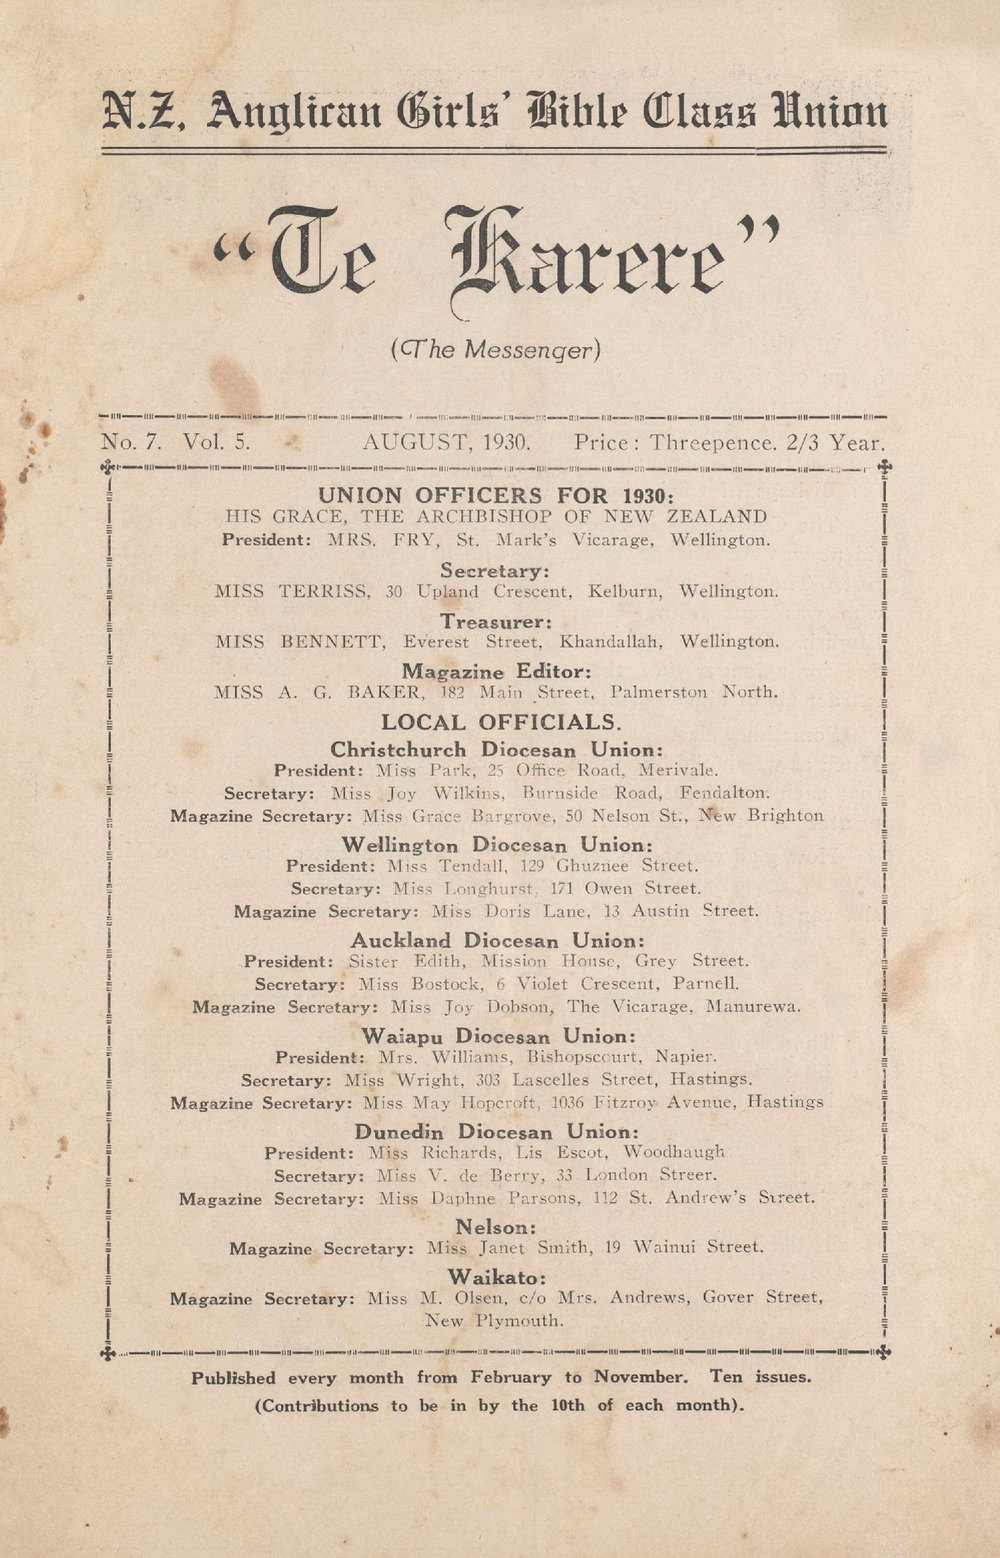 N.Z. Anglican Girls' Bible Class Union
"Te Karere"
(The Messenger)
No. 7. Vol. 5. AUGUST, 1930. Price: Threepence. 2/3 Year.
UNION OFFICERS FOR 1930:
HIS GRACE, THE ARCHBISHOP OF NEW ZEALAND
President: MRS. FRY, St. Mark's Vicarage, Wellington.
Secretary:
MISS TERRISS, 30 Upland Crescent, Kelburn, Wellington.
Treasurer:
MISS BENNETT, Everest Street, Khandallah, Wellington.
Magazine Editor:
MISS A. G. BAKER, 182 Main Street, Palmerston North.
LOCAL OFFICIALS.
Christchurch Diocesan Union:
President: Miss Park, 25 Office Road, Merivale.
Secretary: Miss Joy Wilkins, Burnside Road, Fendalton.
Magazine Secretary: Miss Grace Bargrove, 50 Nelson St., New Brighton
Wellington Diocesan Union:
President: Miss Tendall, 129 Ghuznee Street.
Secretary: Miss Longhurst, 171 Owen Street.
Magazine Secretary: Miss Doris Lane, 13 Austin Street.
Auckland Diocesan Union:
President: Sister Edith, Mission House, Grey Street.
Secretary: Miss Bostock, 6 Violet Crescent, Parnell.
Magazine Secretary: Miss Joy Dobson, The Vicarage, Manurewa.
Waiapu Diocesan Union:
President: Mrs. Williams, Bishopscourt, Napier.
Secretary: Miss Wright, 303 Lascelles Street, Hastings.
Magazine Secretary: Miss May Hopcroft, 1036 Fitzroy Avenue, Hastings
Dunedin Diocesan Union:
President: Miss Richards, Lis Escot, Woodhaugh
Secretary: Miss V. de Berry, 33 London Streer.
Magazine Secretary: Miss Daphne Parsons, 112 St. Andrew's Street.
Nelson:
Magazine Secretary: Miss Janet Smith, 19 Wainui Street.
Waikato:
Magazine Secretary: Miss M. Olsen, c/o Mrs. Andrews, Gover Street,
New Plymouth.
Published every month from February to November. Ten issues.
(Contributions to be in by the 10th of each month).